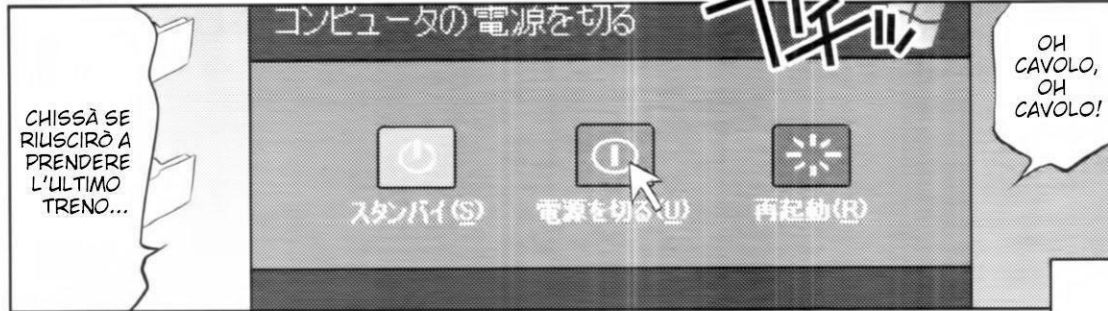 OH
CAVOLO,
OH
CAVOLO!
コンピュータの電源を切る
スタンバイ(S)
電源を切る(U)
再起動(R)
CHISSÀ SE
RIUSCIRÒ A
PRENDERE
L'ULTIMO
TRENO...